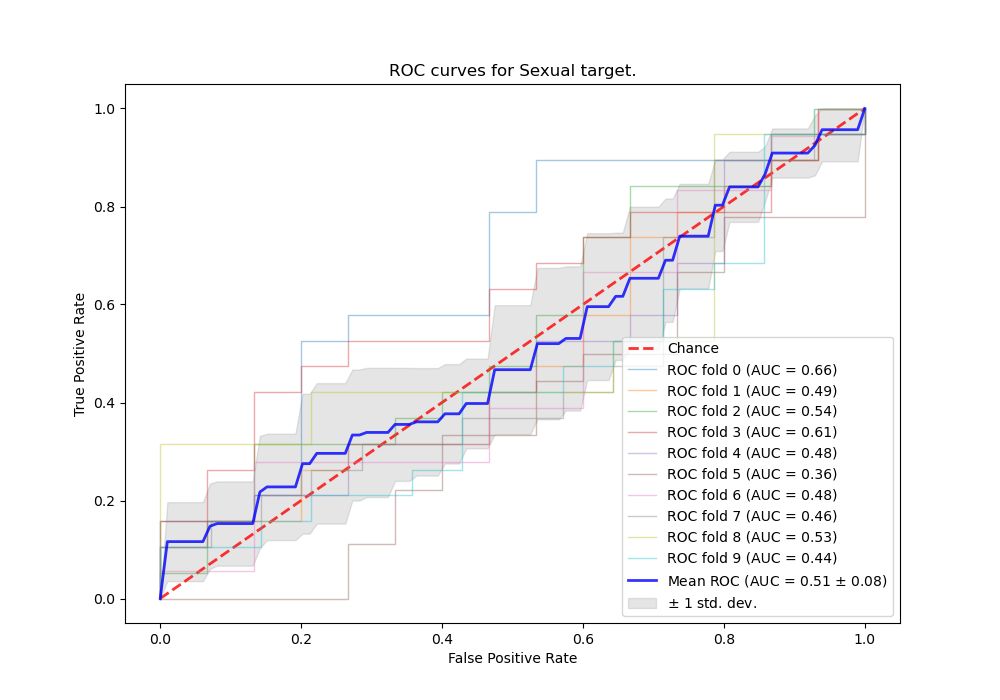 ROC curves for Sexual target.
True Positive Rate
1.0
0.8
0.6
0.4
0.2
0.0
Chance
ROC fold 0 (AUC = 0.66)
ROC fold 1 (AUC = 0.49)
ROC fold 2 (AUC = 0.54)
ROC fold 3 (AUC = 0.61)
ROC fold 4 (AUC = 0.48)
ROC fold 5 (AUC = 0.36)
ROC fold 6 (AUC = 0.48)
ROC fold 7 (AUC = 0.46)
ROC fold 8 (AUC = 0.53)
ROC fold 9 (AUC = 0.44)
Mean ROC (AUC = 0.51 ± 0.08)
± 1 std. dev.
0.0 0.2 0.4 0.6 0.8 1.0
False Positive Rate